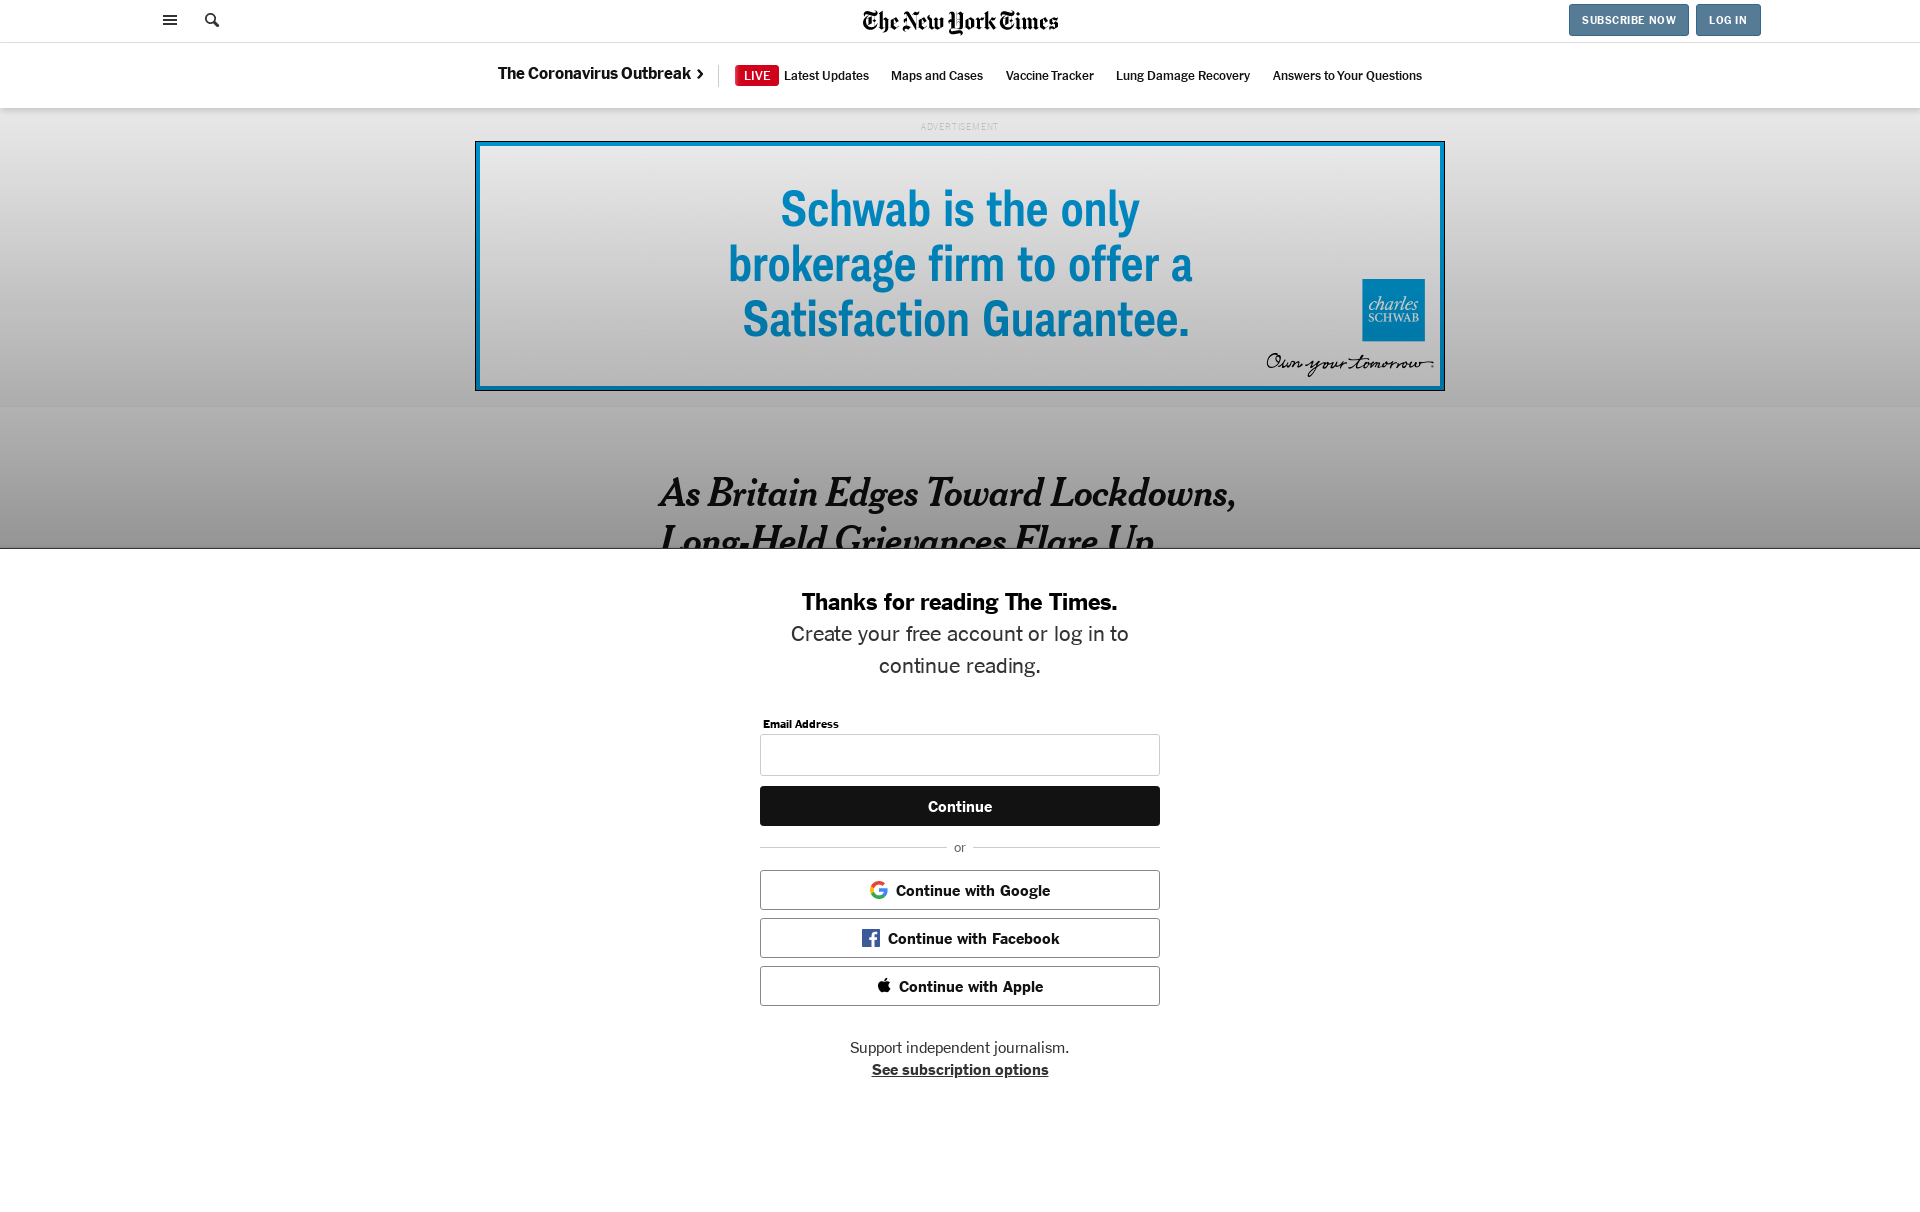 The New York Times
SUBSCRIBE NOW
LOG IN
The Coronavirus Outbreak
LIVE Latest Updates
Maps and Cases
Vaccine Tracker
Lung Damage Recovery
Answers to Your Questions
ADVERTISEMENT
Schwab is the only
brokerage firm to offer a
Satisfaction Guarantee.
charles
SCHWAB
Own your tomorrow.
As Britain Edges Toward Lockdowns,
Long-Held Grievances Flare Up
Thanks for reading The Times.
Create your free account or log in to
continue reading.
Email Address
Continue
or
Continue with Google
Continue with Facebook
Continue with Apple
Support independent journalism.
See subscription options